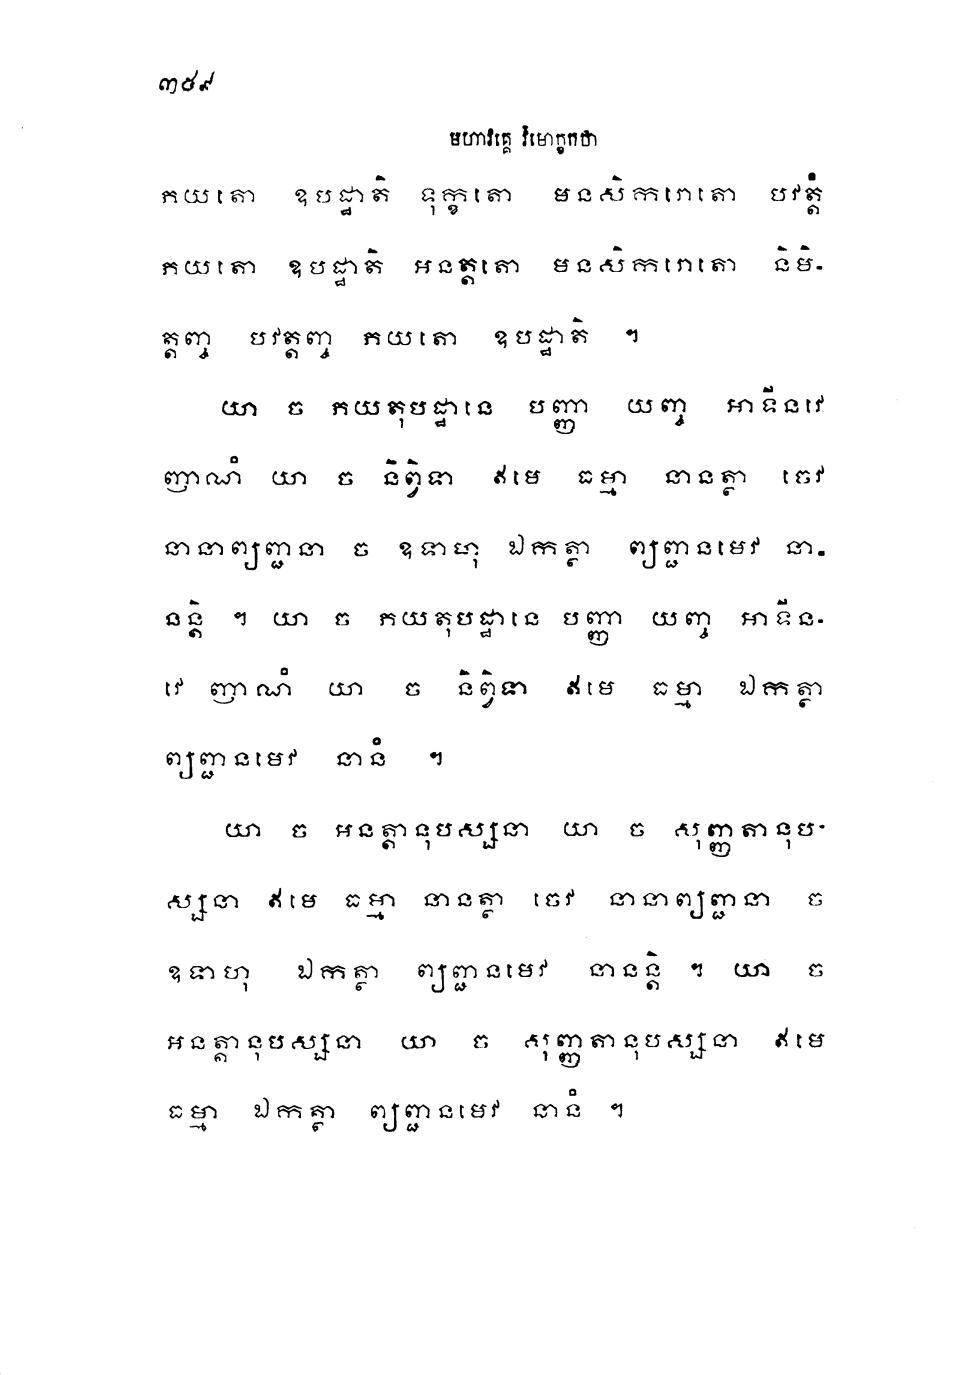 ៣៥៩
មហាវគ្គេ វិមោក្ខកថា
ភយតោ ឧបដ្ឋាតិ ទុក្ខតោ មនសិការោតោ បវត្តំ
ភយតោ ឧបដ្ឋាតិ អនត្តតោ មនសិការោតោ និមិ-
ត្តញ្ច បវត្តញ្ច ភយតោ ឧបដ្ឋាតិ ។
យា ច ភយតុបដ្ឋានេ បញ្ញា យញ្ច អាទីនវេ
ញាណំ យា ច និព្វិទា ឥមេ ធម្មា នានត្ថា ចេវ
នានាព្យញ្ជនា ច ឧទាហុ ឯកត្ថា ព្យញ្ជនមេវ នា-
នន្តិ ។ យា ច ភយតុបដ្ឋានេ បញ្ញា យញ្ច អាទីន-
វេ ញាណំ យា ច និព្វិទា ឥមេ ធម្មា ឯកត្ថា
ព្យញ្ជនមេវ នានំ ។
យា ច អនត្តានុបស្សនា យា ច សុញ្ញតានុប-
ស្សនា ឥមេ ធម្មា នានត្ថា ចេវ នានាព្យញ្ជនា ច
ឧទាហុ ឯកត្ថា ព្យញ្ជនមេវ នានន្តិ ។ យា ច
អនត្តានុបស្សនា យា ច សុញ្ញតានុបស្សនា ឥមេ
ធម្មា ឯកត្ថា ព្យញ្ជនមេវ នានំ ។